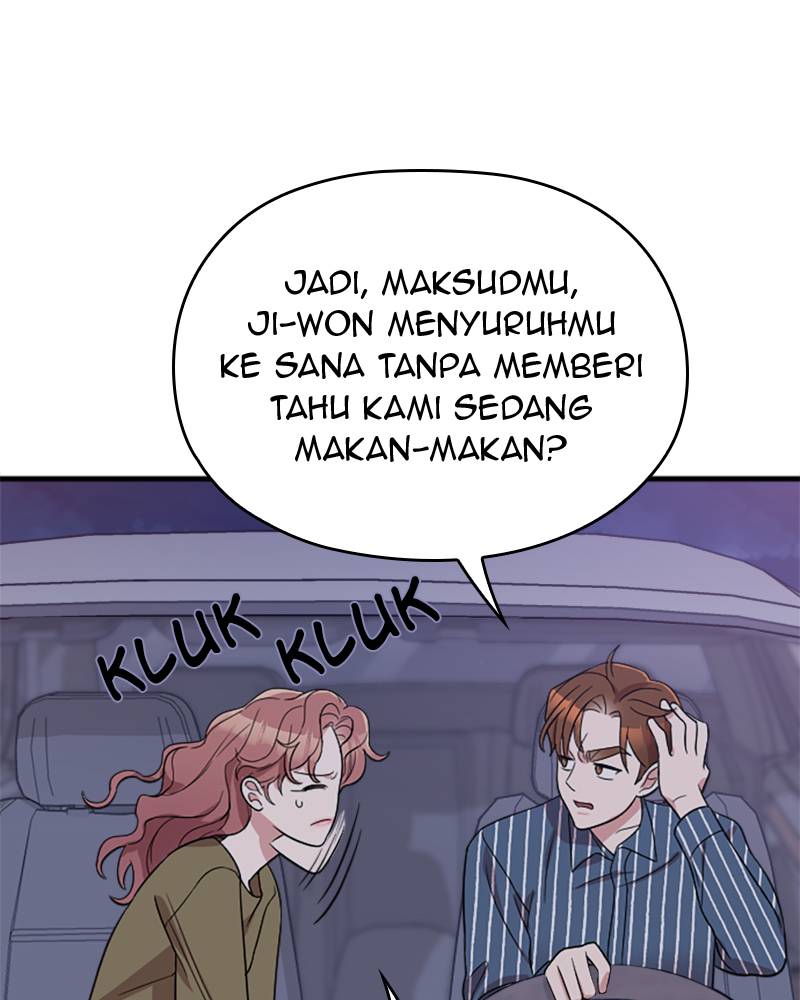 JADI, MAKSUDMU,
JI-WON MENYURUHMU
KE SANA TANPA MEMBERI
TAHU KAMI SEDANG
MAKAN-MAKAN?
KLUK
KLUK